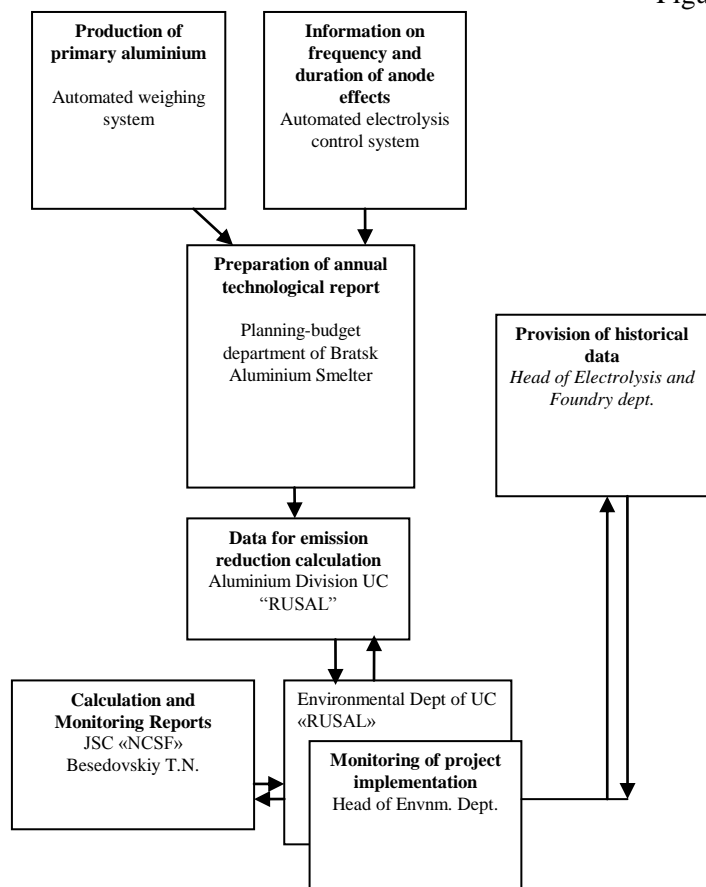 Figu
Production of
primary aluminium
Automated weighing
system
Information on
frequency and
duration of anode
effects
Automated electrolysis
control system
Preparation of annual
technological report
Planning-budget
department of Bratsk
Aluminium Smelter
Provision of historical
data
Head of Electrolysis and
Foundry dept.
Data for emission
reduction calculation
Aluminium Division UC
“RUSAL”
Calculation and
Monitoring Reports
JSC «NCSF»
Besedovskiy T.N.
Environmental Dept of UC
«RUSAL»
Monitoring of project
implementation
Head of Envnm. Dept.